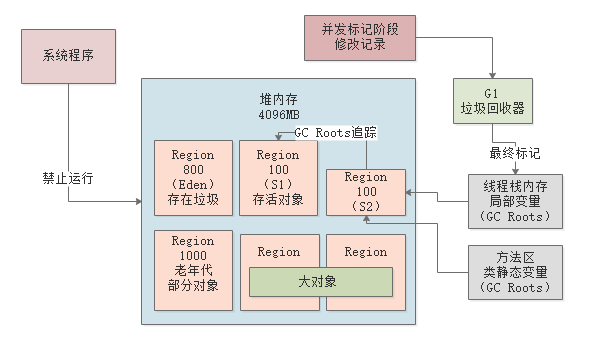 系统程序
并发标记阶段
修改记录
堆内存
4096MB
G1
垃圾回收器
GC Roots追踪
Region
800
（Eden）
存在垃圾
Region
100
（S1）
存活对象
Region
100
（S2）
最终标记
禁止运行
线程栈内存
局部变量
（GC Roots）
Region
1000
老年代
部分对象
Region
Region
大对象
方法区
类静态变量
（GC Roots）